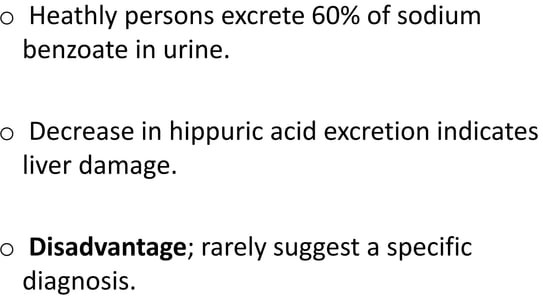 o Heathly persons excrete 60% of sodium
benzoate in urine.
o Decrease in hippuric acid excretion indicates
liver damage.
o Disadvantage; rarely suggest a specific
diagnosis.